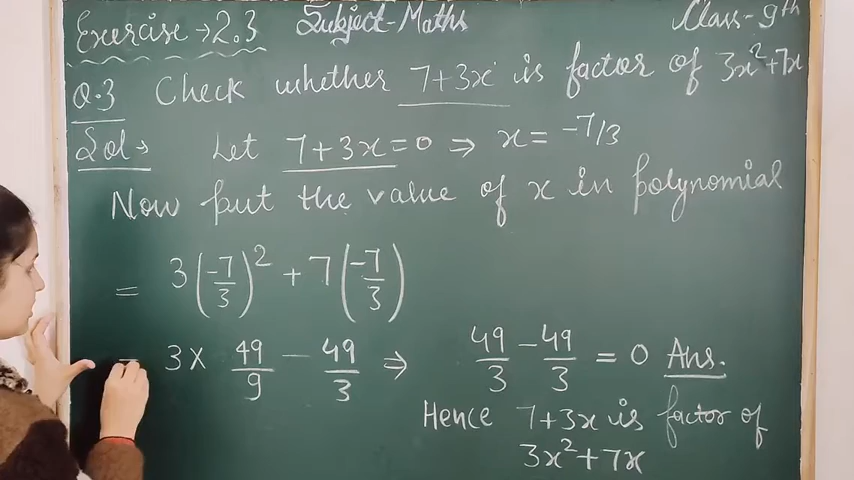 Exercise → 2.3 Subject - Maths Class - 9th
Q.3 Check whether 7+3x is factor of 3x²+7x
Sol → Let 7+3x=0 ⇒ x= -7/3
Now put the value of x in polynomial
= 3(-7/3)² + 7(-7/3)
= 3× 49/9 - 49/3 ⇒ 49/3 - 49/3 = 0 Ans.
Hence 7+3x is factor of
3x²+7x